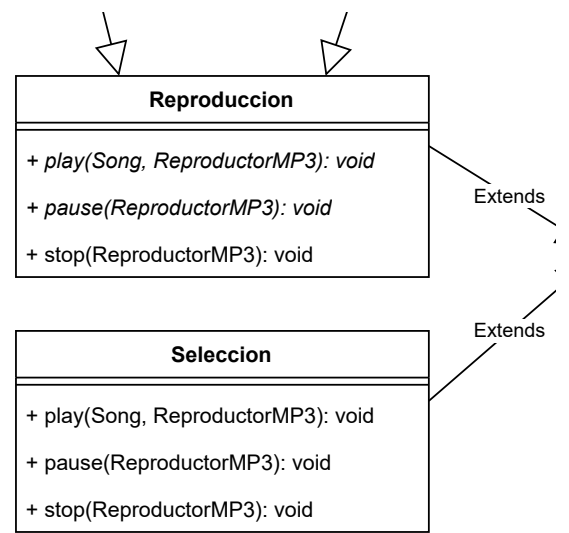 Reproduccion
+ play(Song, ReproductorMP3): void
+ pause(ReproductorMP3): void
+ stop(ReproductorMP3): void
Extends
Extends
Seleccion
+ play(Song, ReproductorMP3): void
+ pause(ReproductorMP3): void
+ stop(ReproductorMP3): void